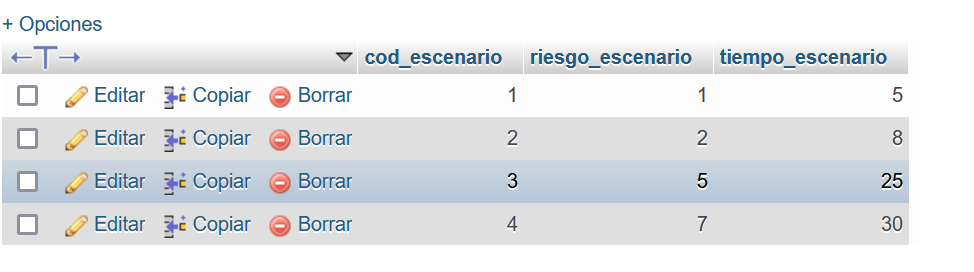 + Opciones
cod_escenario riesgo_escenario tiempo_escenario
Editar Copiar Borrar 1 1 5
Editar Copiar Borrar 2 2 8
Editar Copiar Borrar 3 5 25
Editar Copiar Borrar 4 7 30